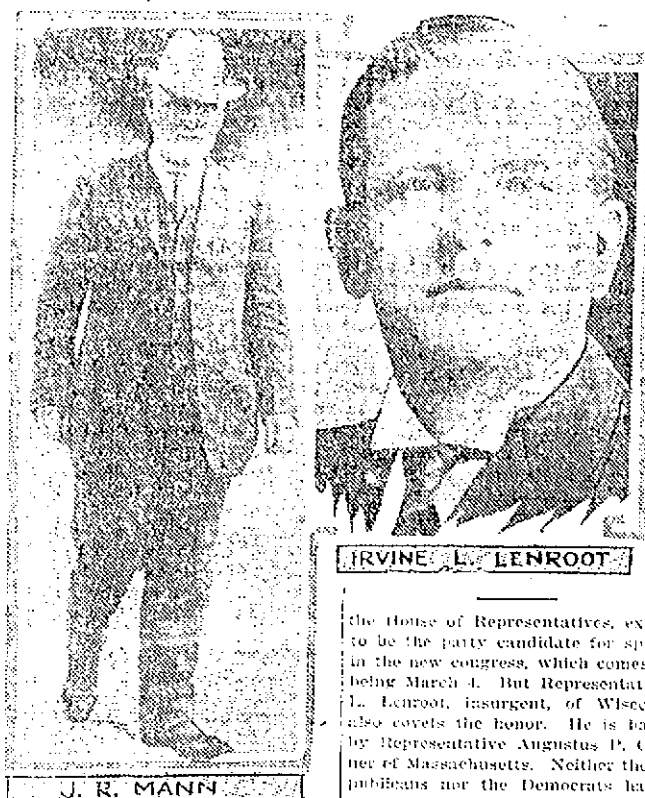 IRVINE L. LENROOT
the House of Representatives, ex
to be the party candidate for sp
in the new congress, which comes
being March 4. But Representat
L. Lenroot, insurgent, of Wisc
also covets the honor. He is ba
by Representative Augustus P. G
ner of Massachusetts. Neither the
publicans nor the Democrats ha
J. R. MANN